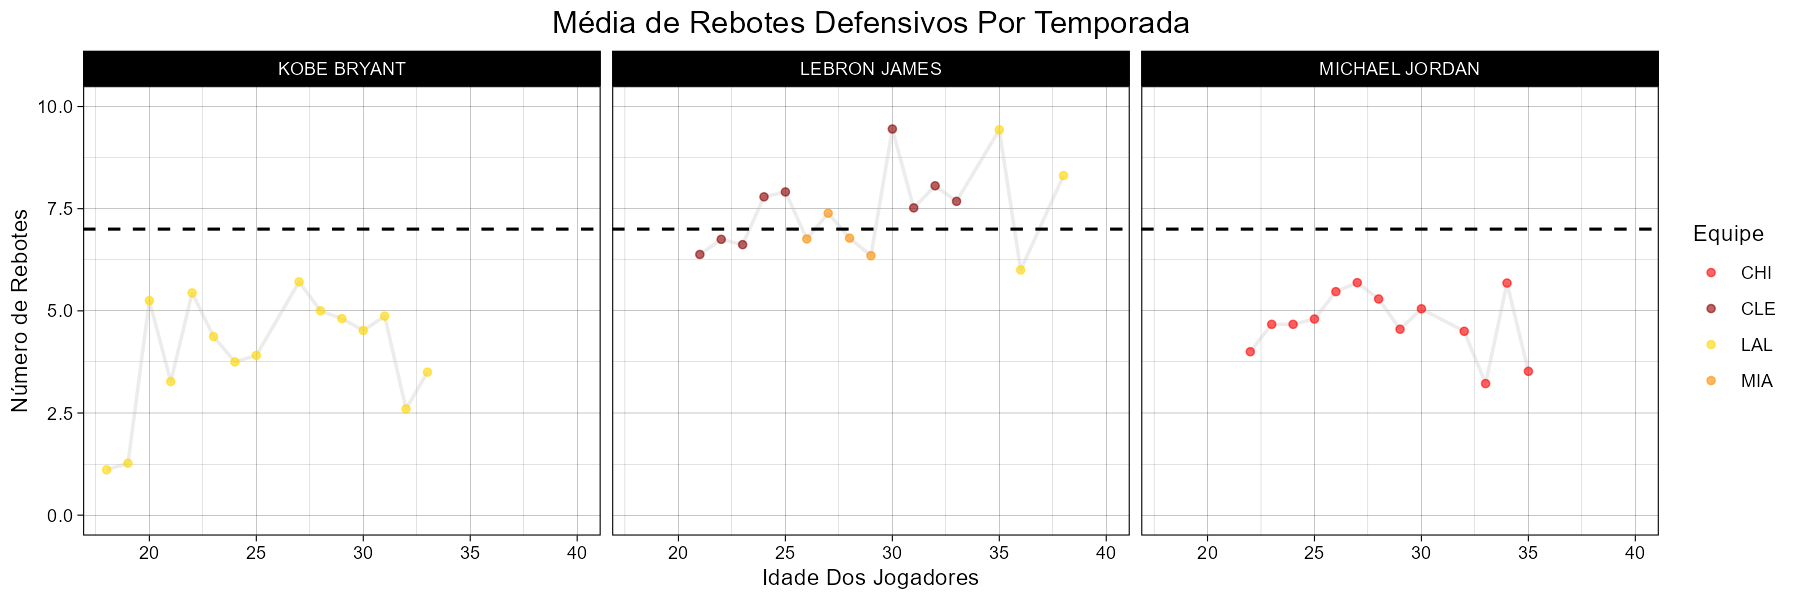 Média de Rebotes Defensivos Por Temporada
KOBE BRYANT
LEBRON JAMES
MICHAEL JORDAN
Número de Rebotes
10.0
7.5
5.0
2.5
0.0
20 25 30 35 40
20 25 30 35 40
20 25 30 35 40
Idade Dos Jogadores
Equipe
CHI
CLE
LAL
MIA